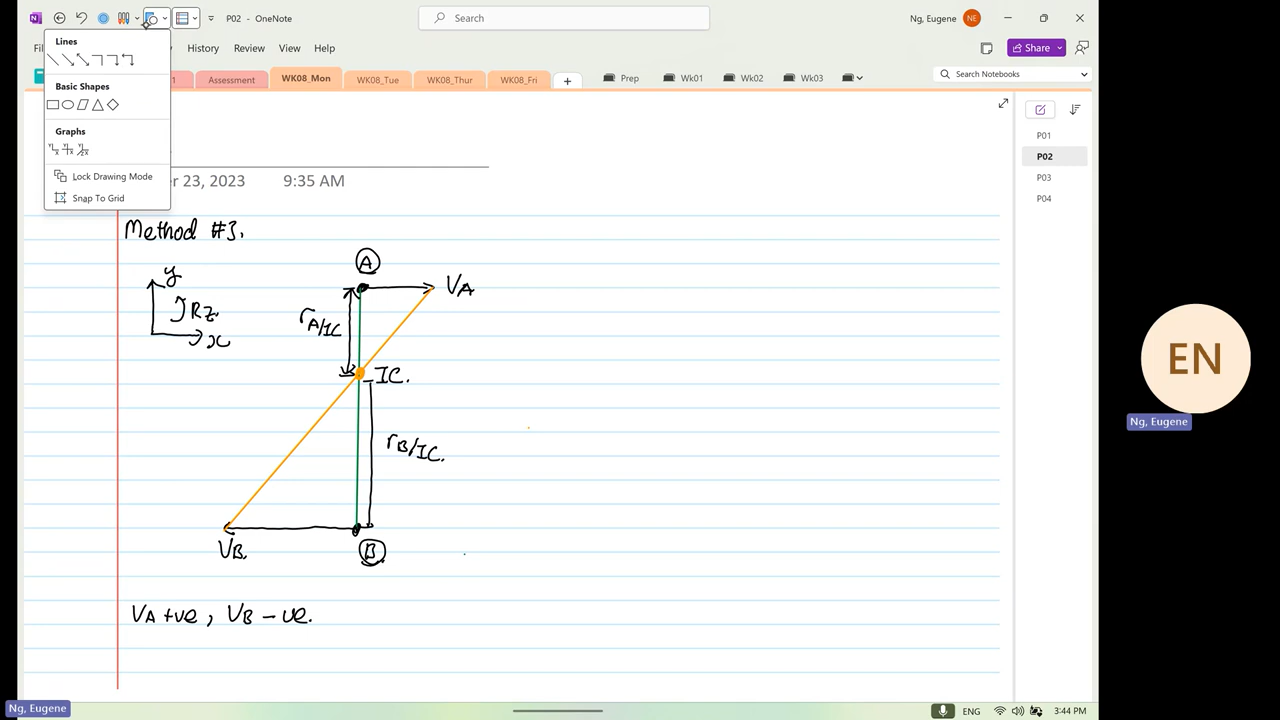 P02 - OneNote
Search
Ng, Eugene
NE
History
Review
View
Help
Share
Lines
Assessment
WK08_Mon
WK08_Tue
WK08_Thur
WK08_Fri
Prep
Wk01
Wk02
Wk03
Search Notebooks
Basic Shapes
Graphs
Lock Drawing Mode
Snap To Grid
23, 2023
9:35 AM
P01
P02
P03
P04
Method #3.
y
Rz.
x
A
VA
rA/IC
IC.
rB/IC.
VB.
B
VA +ve, VB -ve.
EN
Ng, Eugene
Ng, Eugene
ENG
3:44 PM